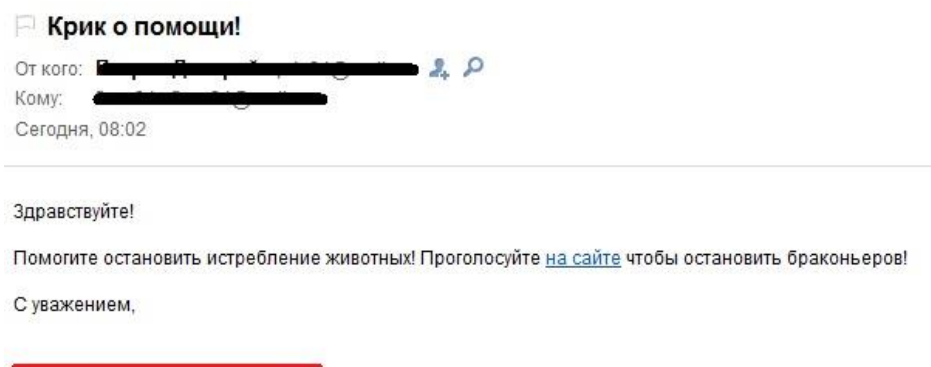 Крик о помощи!
От кого:
Кому:
Сегодня, 08:02
Здравствуйте!
Помогите остановить истребление животных! Проголосуйте на сайте чтобы остановить браконьеров!
С уважением,